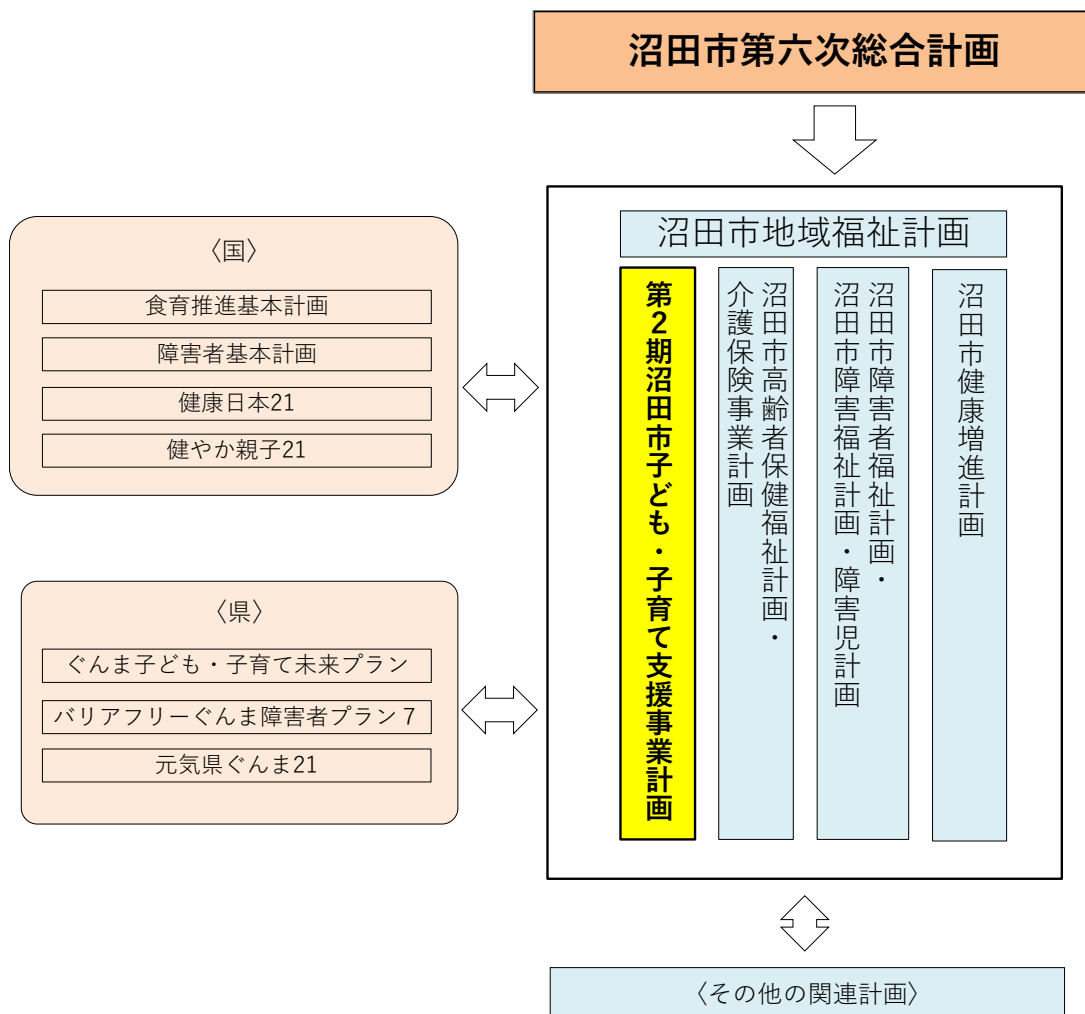 沼田市第六次総合計画
〈国〉
食育推進基本計画
障害者基本計画
健康日本21
健やか親子21
〈県〉
ぐんま子ども・子育て未来プラン
バリアフリーぐんま障害者プラン７
元気県ぐんま21
沼田市地域福祉計画
第２期沼田市子ども・子育て支援事業計画
沼田市高齢者保健福祉計画・
介護保険事業計画
沼田市障害者福祉計画・
沼田市障害福祉計画・障害児計画
沼田市健康増進計画
〈その他の関連計画〉